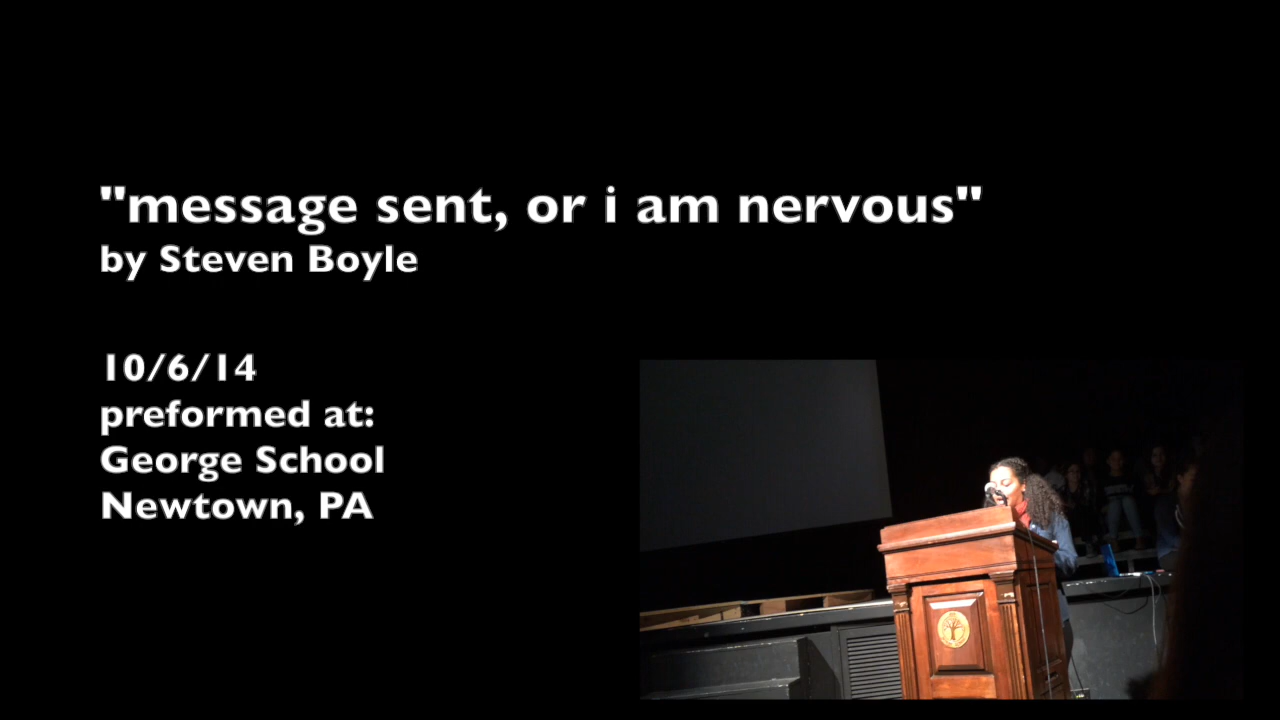 "message sent, or i am nervous"
by Steven Boyle
10/6/14
preformed at:
George School
Newtown, PA